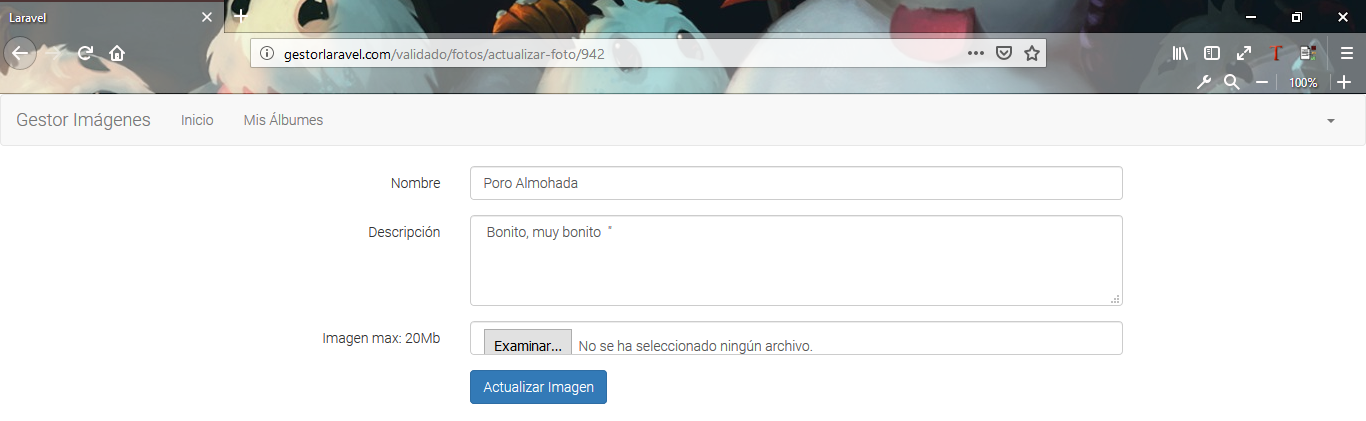 Laravel
gestorlaravel.com/validado/fotos/actualizar-foto/942
100%
Gestor Imágenes Inicio Mis Álbumes
Nombre Poro Almohada
Descripción Bonito, muy bonito "
Imagen max: 20Mb Examinar... No se ha seleccionado ningún archivo.
Actualizar Imagen